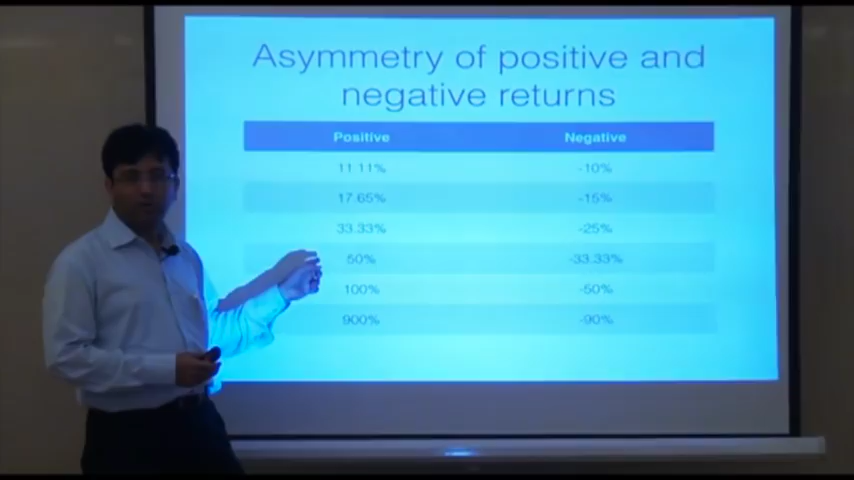 Asymmetry of positive and
negative returns
Positive Negative
11.11% -10%
17.65% -15%
33.33% -25%
50% -33.33%
100% -50%
900% -90%